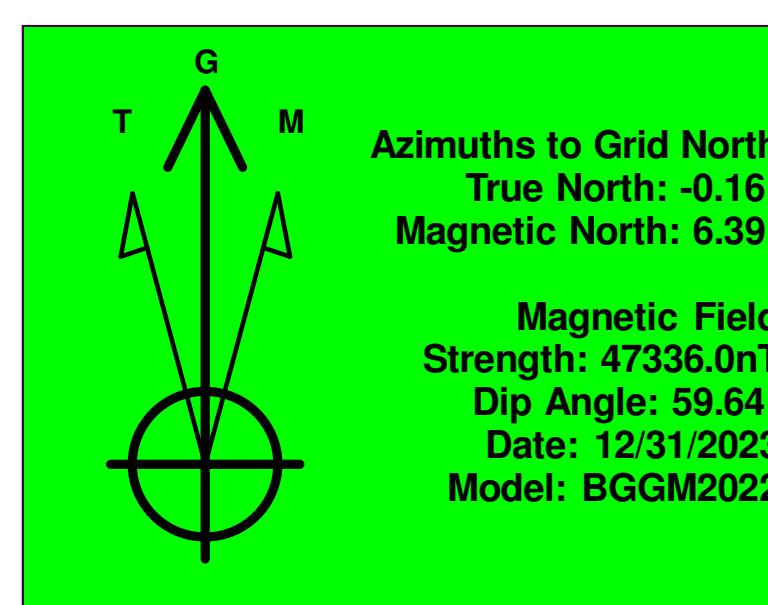 G
T M
Azimuths to Grid North
True North: -0.16
Magnetic North: 6.39
Magnetic Field
Strength: 47336.0nT
Dip Angle: 59.64
Date: 12/31/2023
Model: BGGM2022